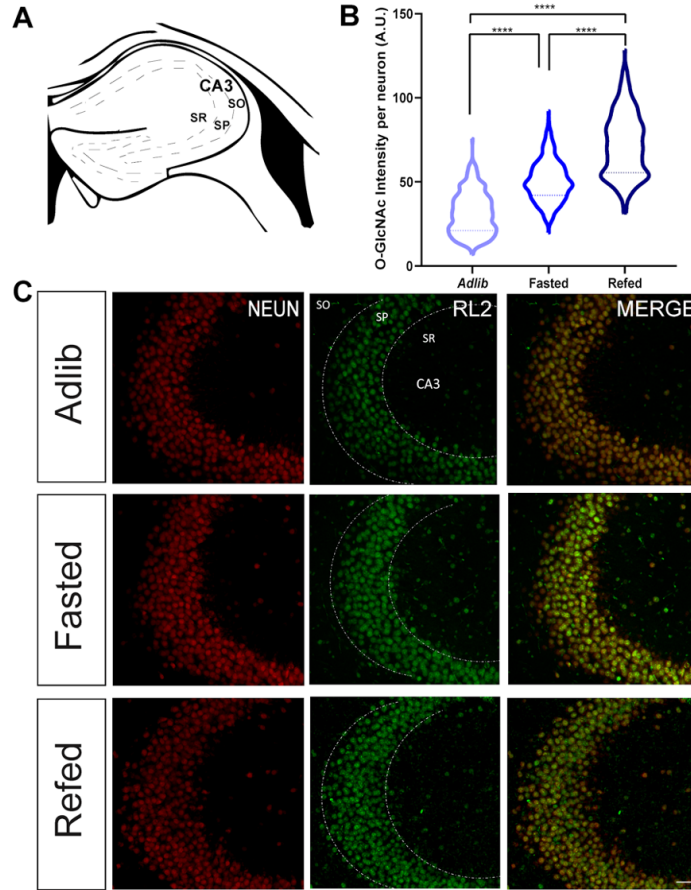 A
CA3
SO
SR
SP
B
O-GlcNAc Intensity per neuron (A.U.)
150
100
50
0
****
****
****
Adlib
Fasted
Refed
C
Adlib
NEUN
SO
SP
RL2
SR
CA3
MERGE
Fasted
Refed